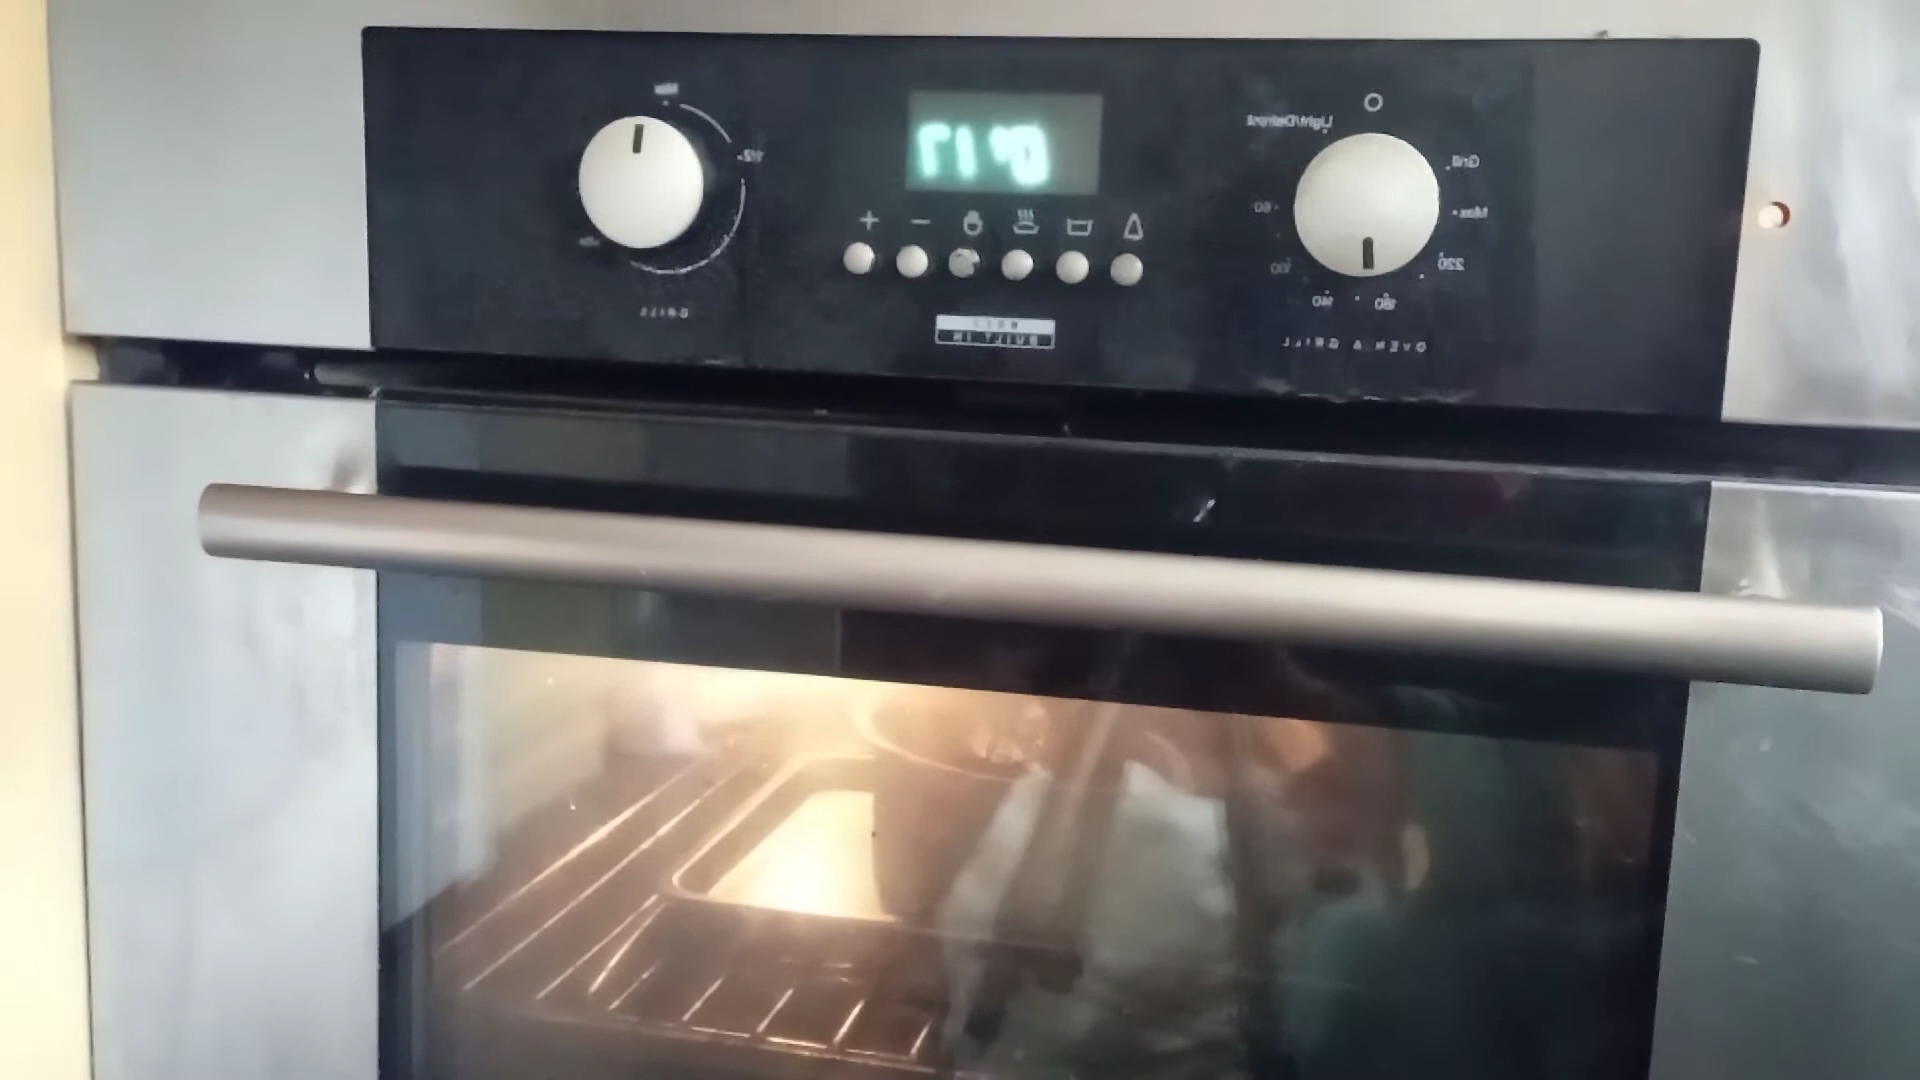 Max
Light/Defrost
1/2
Grill
60
Max
Min
100
220
140
180
GRILL
BUILT IN
OVEN & GRILL